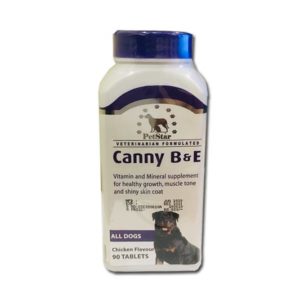 PetStar
VETERINARIAN FORMULATED
Canny B&E
Vitamin and Mineral supplement
for healthy growth, muscle tone
and shiny skin coat
ALL DOGS
Chicken Flavour
90 TABLETS